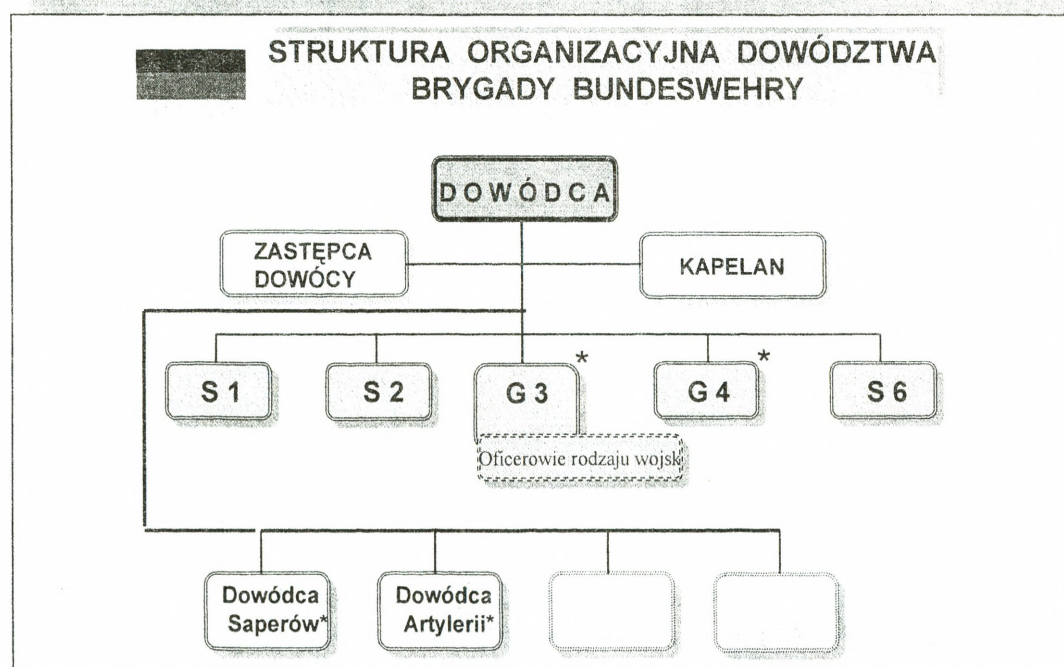 STRUKTURA ORGANIZACYJNA DOWÓDZTWA
BRYGADY BUNDESWEHRY
DOWÓDCA
ZASTĘPCA
DOWÓCY
KAPELAN
S 1
S 2
G 3
*
G 4
*
S 6
Oficerowie rodzaju wojsk
Dowódca
Saperów*
Dowódca
Artylerii*